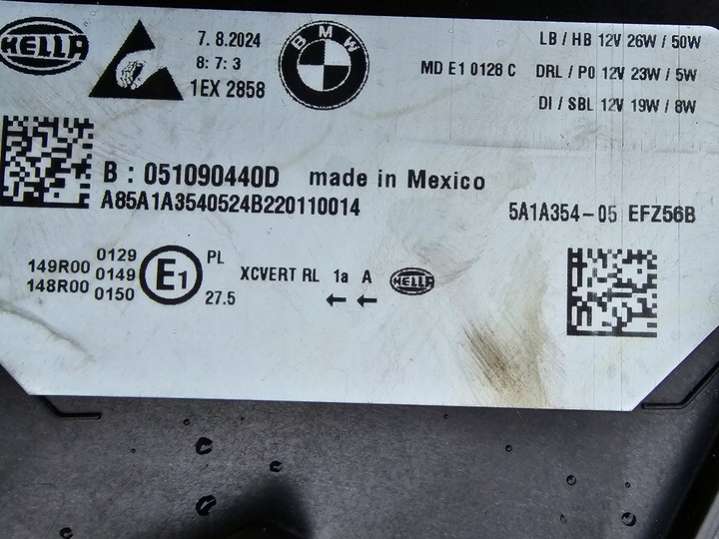 HELLA
7. 8.2024
8: 7: 3
1EX 2858
BMW
LB / HB 12V 26W / 50W
MD E1 0128 C DRL / PO 12V 23W / 5W
DI / SBL 12V 19W / 8W
B : 051090440D made in Mexico
A85A1A3540524B220110014
5A1A354-05 EFZ56B
149R00 0129
0149
148R00 0150
E1
PL
27.5
XCVERT RL 1a A
← ←
HELLA